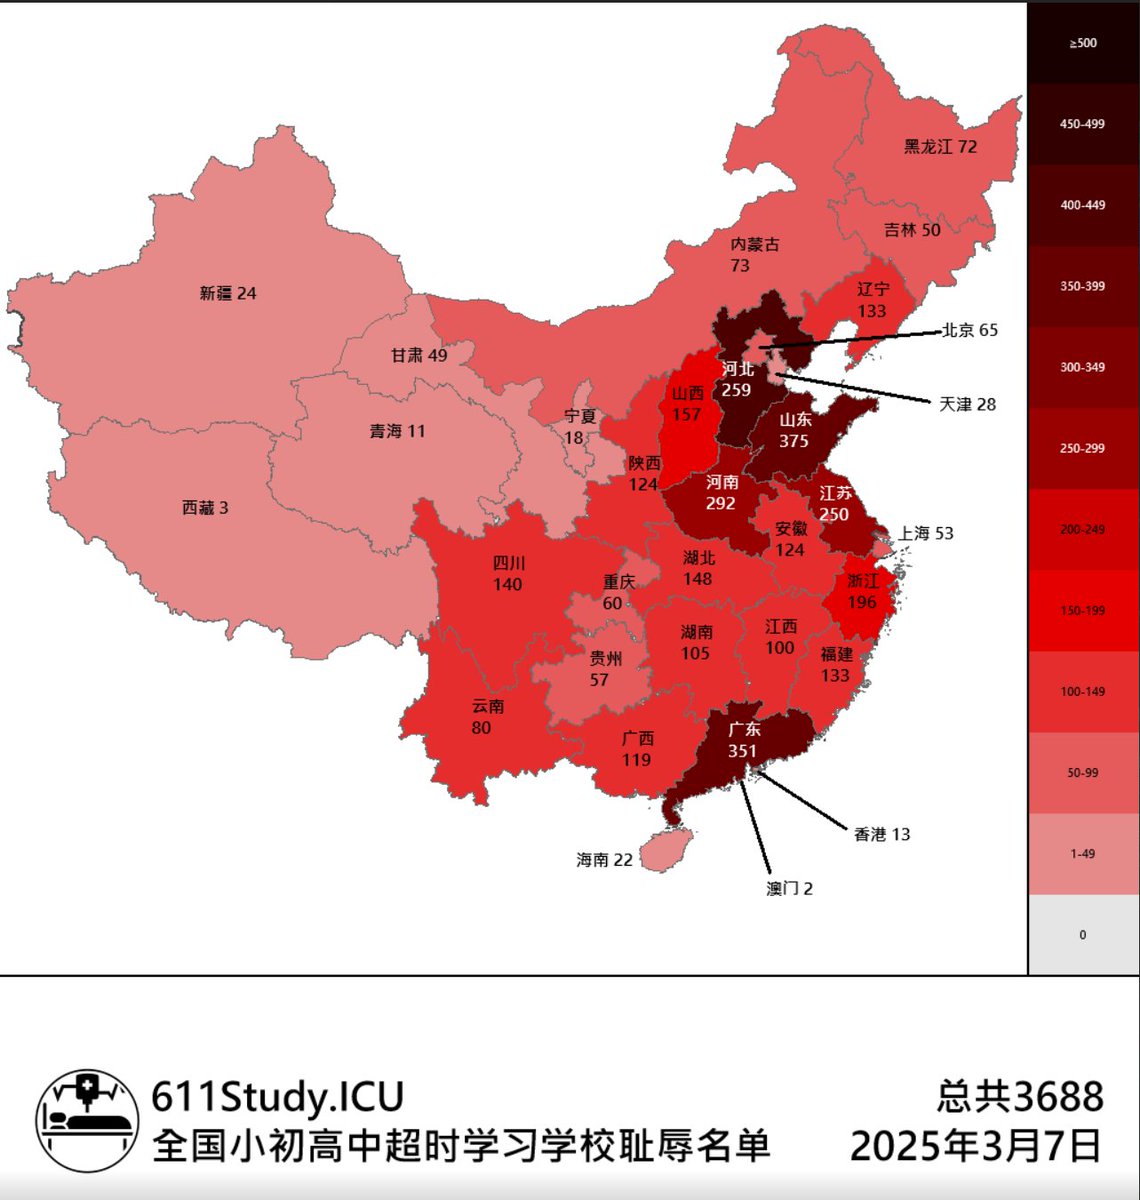 ≥500
450-499
400-449
350-399
300-349
250-299
200-249
150-199
100-149
50-99
1-49
0
黑龙江 72
吉林 50
内蒙古
73
辽宁
133
新疆 24
北京 65
甘肃 49
河北
259
天津 28
山西
157
宁夏
18
山东
375
青海 11
陕西
124
河南
292
江苏
250
西藏 3
安徽
124
上海 53
四川
140
湖北
148
重庆
60
浙江
196
湖南
105
江西
100
贵州
57
福建
133
云南
80
广西
119
广东
351
香港 13
海南 22
澳门 2
611Study.ICU
全国小初高中超时学习学校耻辱名单
总共3688
2025年3月7日